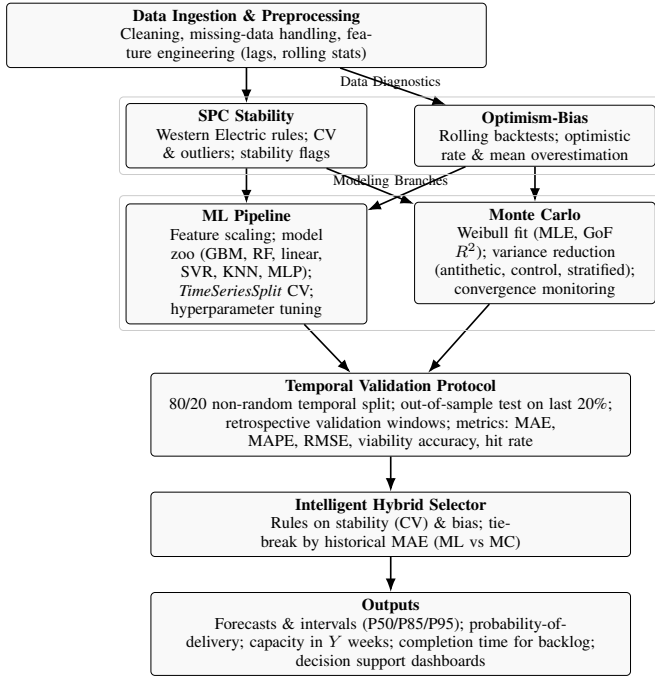 Data Ingestion & Preprocessing
Cleaning, missing-data handling, fea-
ture engineering (lags, rolling stats)
Data Diagnostics
SPC Stability
Western Electric rules; CV
& outliers; stability flags
Optimism-Bias
Rolling backtests; optimistic
rate & mean overestimation
Modeling Branches
ML Pipeline
Feature scaling; model
zoo (GBM, RF, linear,
SVR, KNN, MLP);
TimeSeriesSplit CV;
hyperparameter tuning
Monte Carlo
Weibull fit (MLE, GoF
R²); variance reduction
(antithetic, control, stratified);
convergence monitoring
Temporal Validation Protocol
80/20 non-random temporal split; out-of-sample test on last 20%;
retrospective validation windows; metrics: MAE,
MAPE, RMSE, viability accuracy, hit rate
Intelligent Hybrid Selector
Rules on stability (CV) & bias; tie-
break by historical MAE (ML vs MC)
Outputs
Forecasts & intervals (P50/P85/P95); probability-of-
delivery; capacity in Y weeks; completion time for backlog;
decision support dashboards